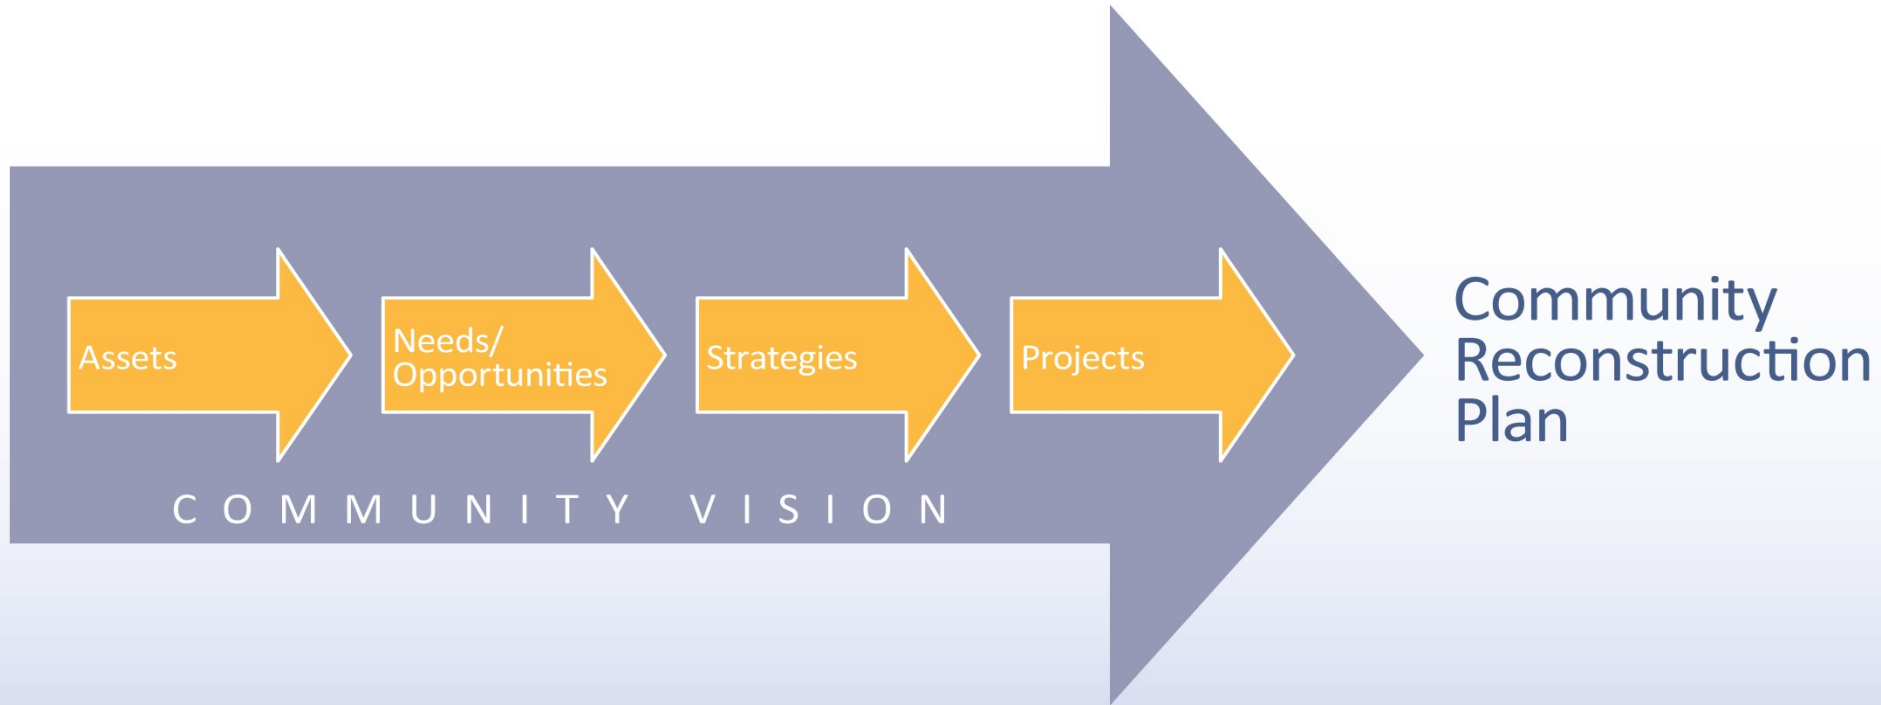 Assets
Needs/
Opportunities
Strategies
Projects
COMMUNITY VISION
Community
Reconstruction
Plan